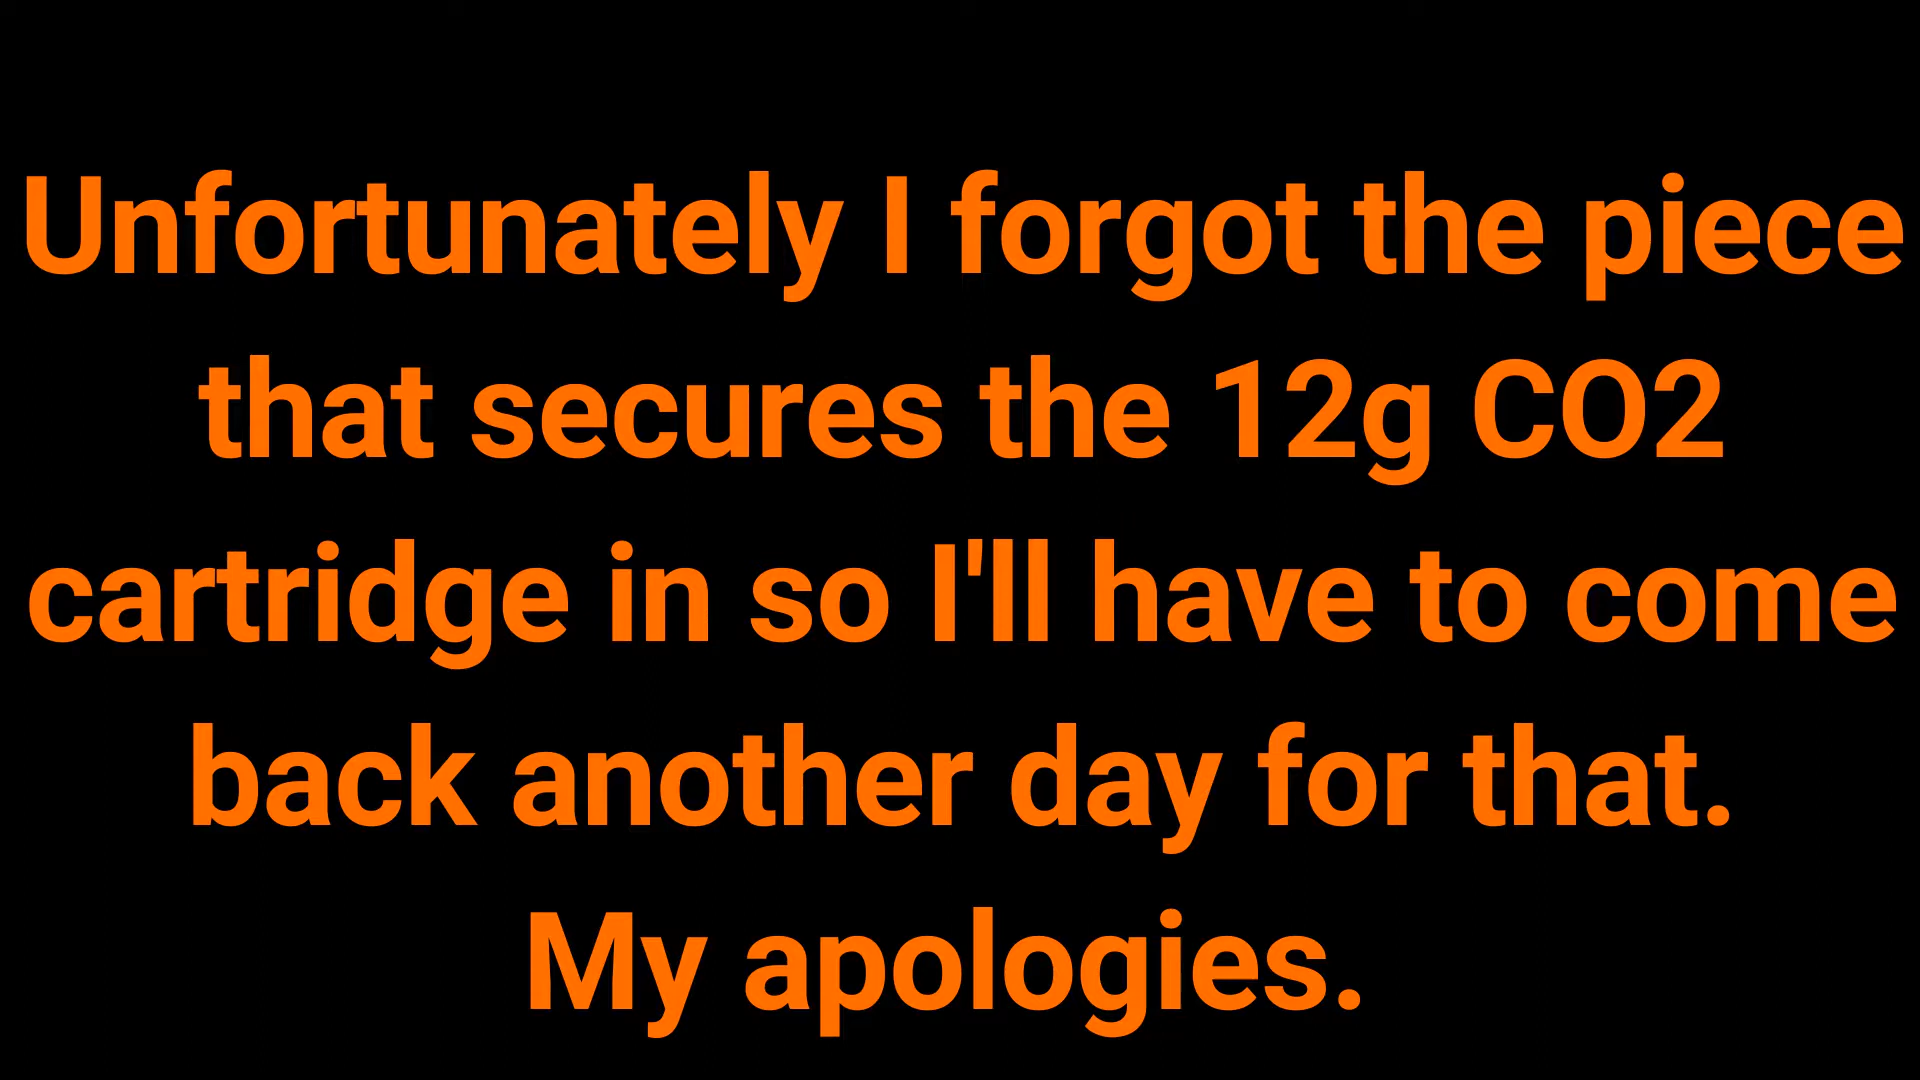 Unfortunately I forgot the piece
that secures the 12g CO2
cartridge in so I'll have to come
back another day for that.
My apologies.